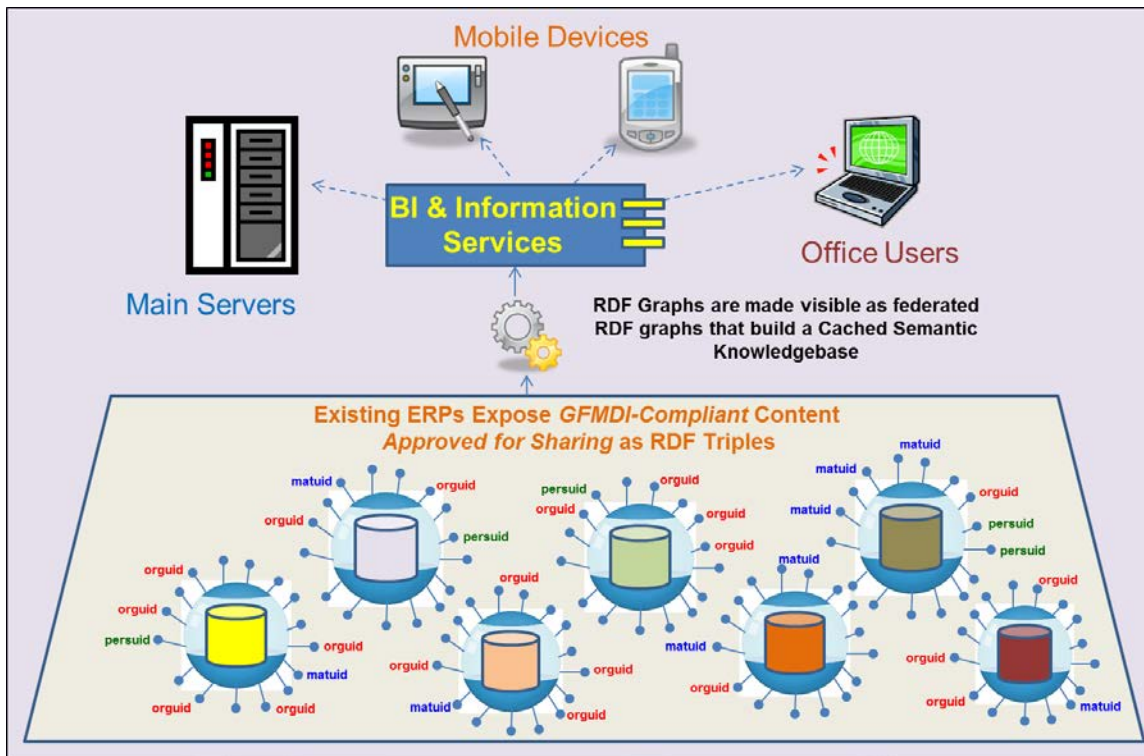 Mobile Devices
BI & Information
Services
Office Users
Main Servers
RDF Graphs are made visible as federated
RDF graphs that build a Cached Semantic
Knowledgebase
Existing ERPs Expose GFMDI-Compliant Content
Approved for Sharing as RDF Triples
matuid
orguid
orguid
persuid
persuid
orguid
orguid
orguid
orguid
matuid
matuid
matuid
orguid
persuid
persuid
orguid
orguid
persuid
orguid
matuid
orguid
orguid
orguid
orguid
orguid
matuid
orguid
matuid
matuid
orguid
orguid
orguid
orguid
matuid